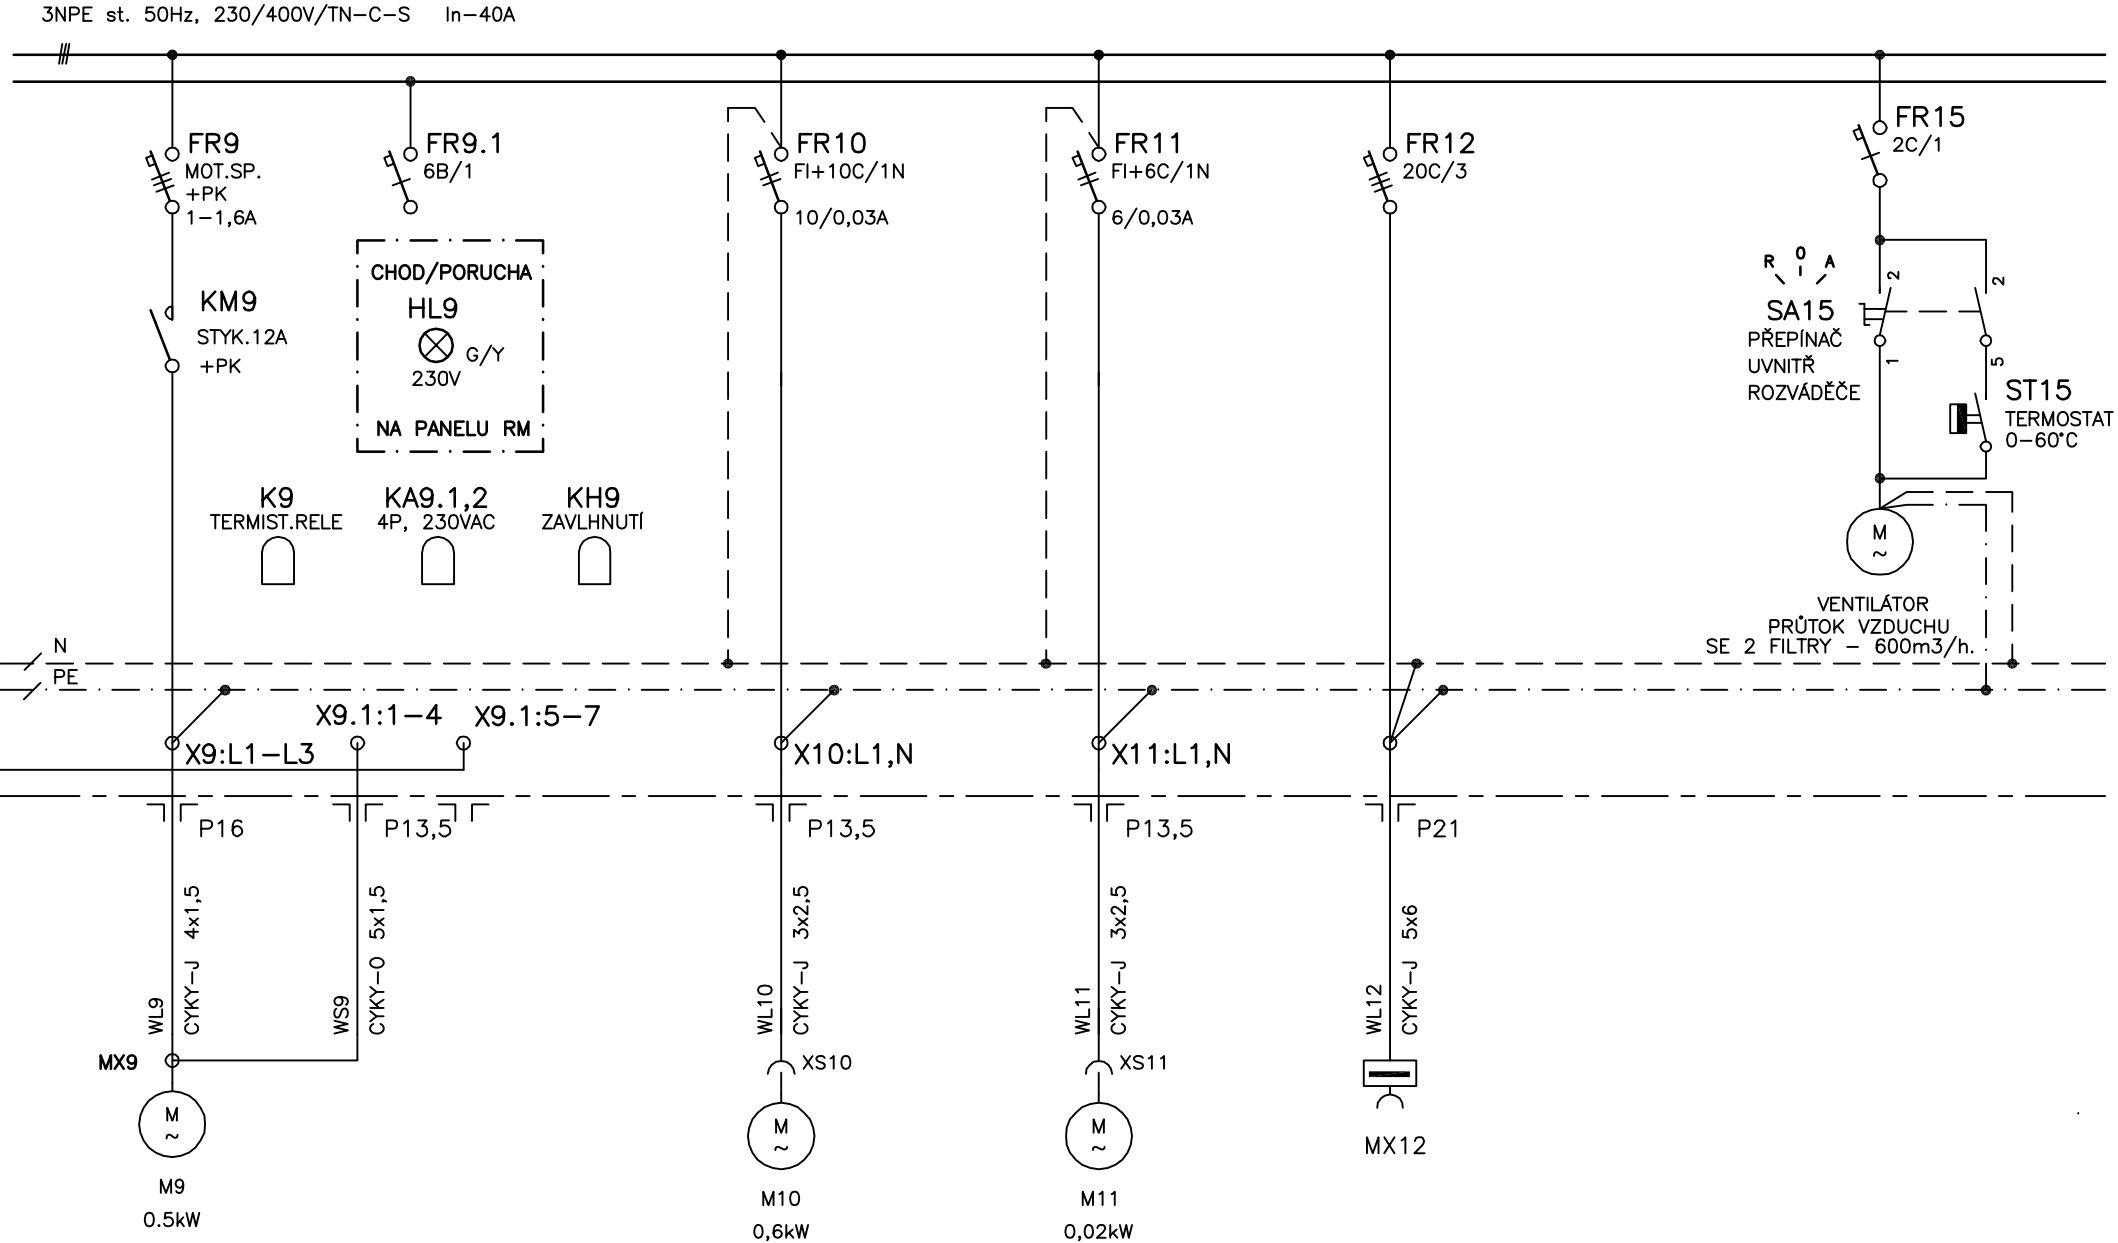 3NPE st. 50Hz, 230/400V/TN-C-S In-40A
FR9
MOT.SP.
+PK
1-1,6A
FR9.1
6B/1
FR10
FI+10C/1N
10/0,03A
FR11
FI+6C/1N
6/0,03A
FR12
20C/3
FR15
2C/1
KM9
STYK.12A
+PK
CHOD/PORUCHA
HL9
G/Y
230V
NA PANELU RM
R 0 A
2
2
SA15
PŘEPÍNAČ
UVNITŘ
ROZVÁDĚČE
1
5
ST15
TERMOSTAT
0-60°C
K9
TERMIST.RELE
KA9.1,2
4P, 230VAC
KH9
ZAVLHNUTÍ
M
~
VENTILÁTOR
PRŮTOK VZDUCHU
SE 2 FILTRY - 600m3/h.
N
PE
X9:L1-L3
X9.1:1-4
X9.1:5-7
X10:L1,N
X11:L1,N
P16
P13,5
P13,5
P13,5
P21
WL9
CYKY-J 4x1,5
WS9
CYKY-O 5x1,5
WL10
CYKY-J 3x2,5
WL11
CYKY-J 3x2,5
WL12
CYKY-J 5x6
MX9
XS10
XS11
MX12
M
~
M9
0.5kW
M
~
M10
0,6kW
M
~
M11
0,02kW